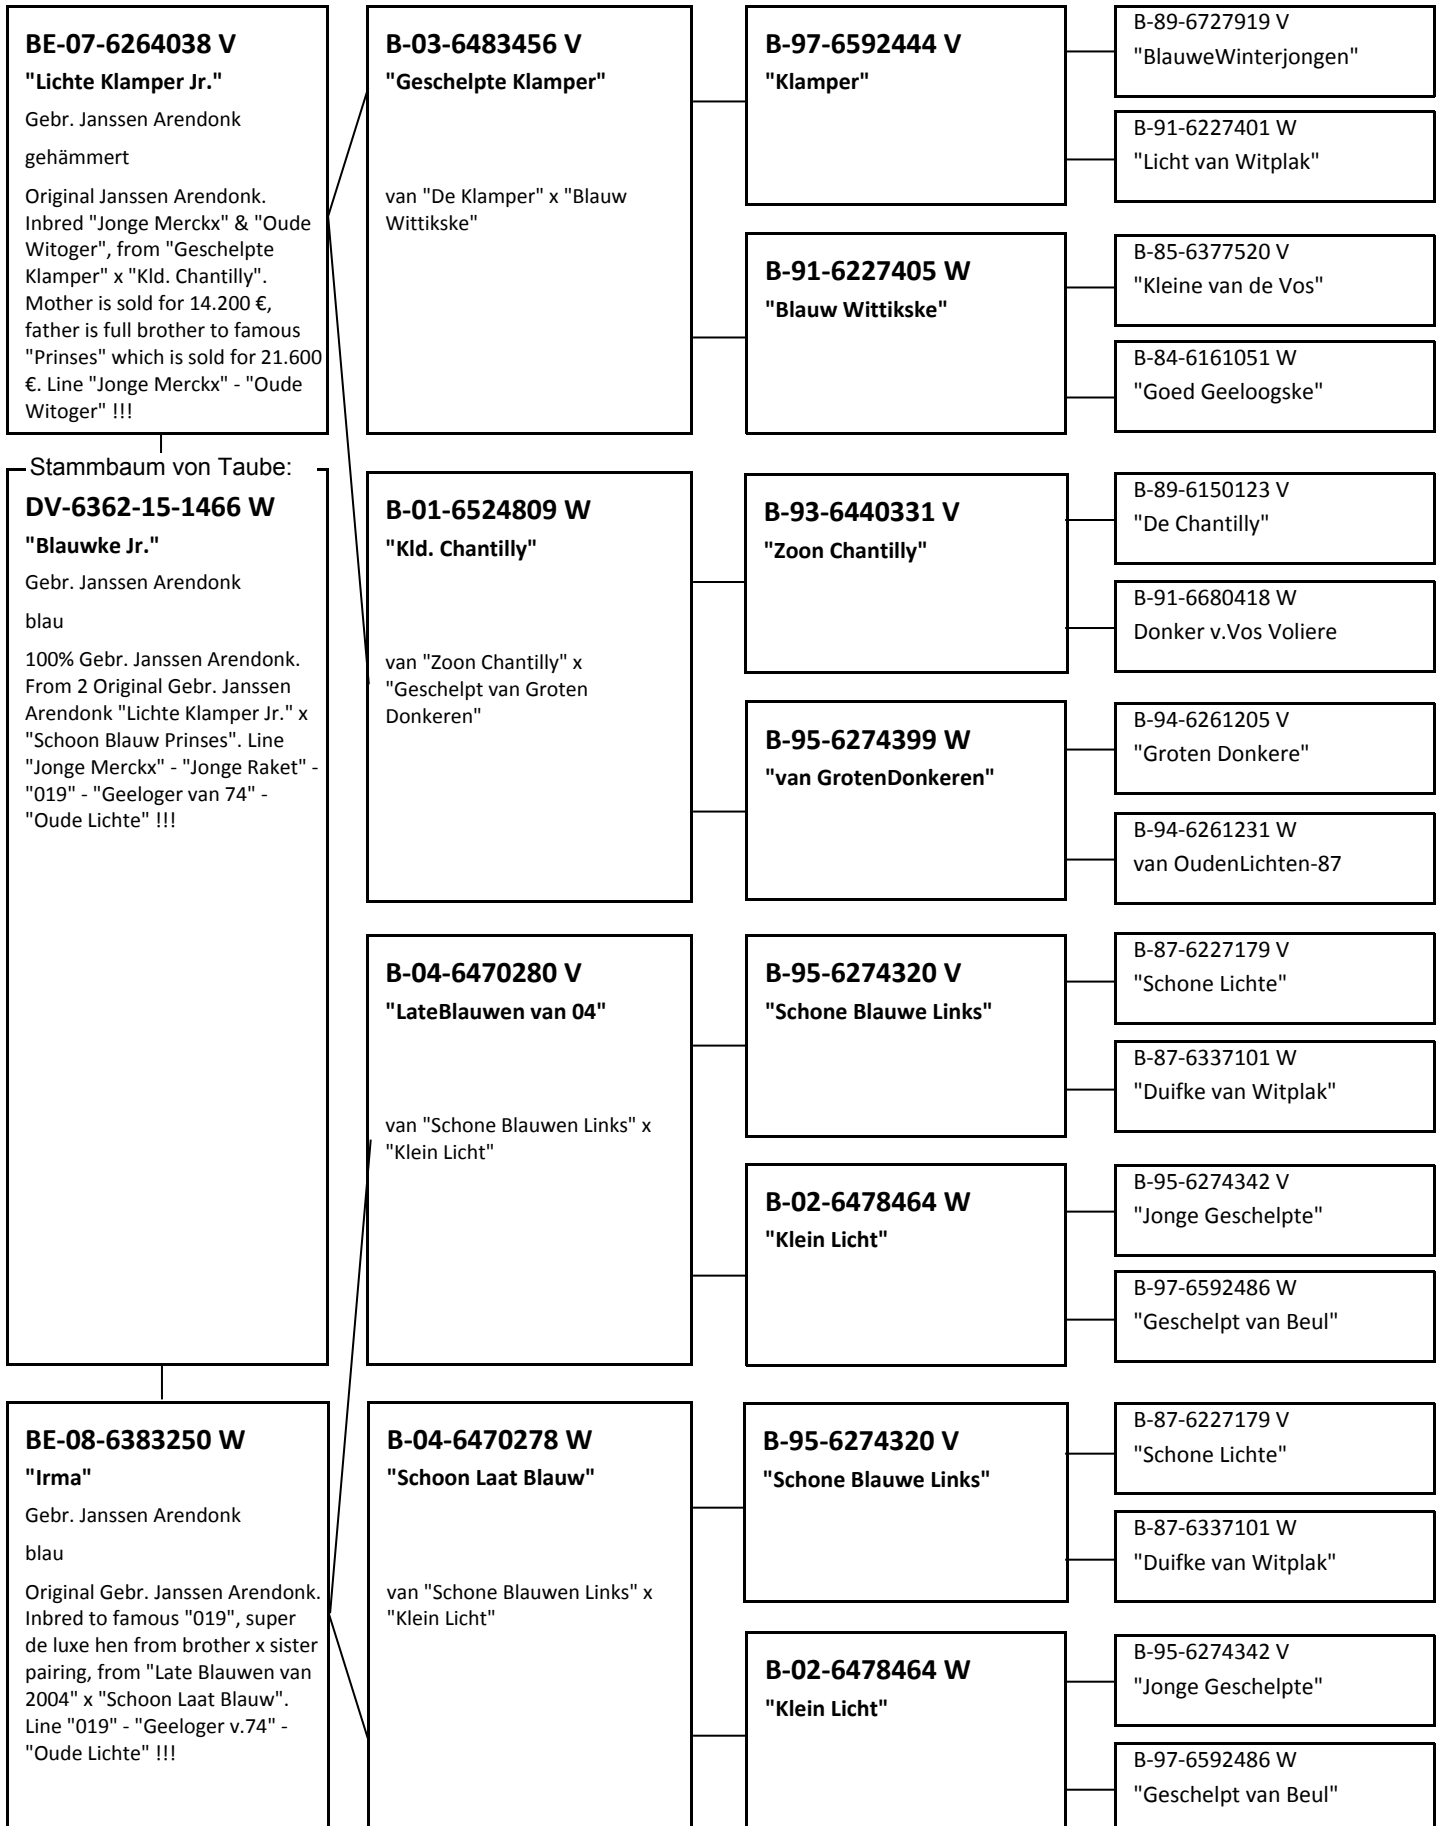 BE-07-6264038 V
"Lichte Klamper Jr."
Gebr. Janssen Arendonk
gehämmert
Original Janssen Arendonk.
Inbred "Jonge Merckx" & "Oude
Witoger", from "Geschelpte
Klamper" x "Kld. Chantilly".
Mother is sold for 14.200 €,
father is full brother to famous
"Prinses" which is sold for 21.600
€. Line "Jonge Merckx" - "Oude
Witoger" !!!
Stammbaum von Taube:
DV-6362-15-1466 W
"Blauwke Jr."
Gebr. Janssen Arendonk
blau
100% Gebr. Janssen Arendonk.
From 2 Original Gebr. Janssen
Arendonk "Lichte Klamper Jr." x
"Schoon Blauw Prinses". Line
"Jonge Merckx" - "Jonge Raket" -
"019" - "Geeloger van 74" -
"Oude Lichte" !!!
BE-08-6383250 W
"Irma"
Gebr. Janssen Arendonk
blau
Original Gebr. Janssen Arendonk.
Inbred to famous "019", super
de luxe hen from brother x sister
pairing, from "Late Blauwen van
2004" x "Schoon Laat Blauw".
Line "019" - "Geeloger v.74" -
"Oude Lichte" !!!
B-03-6483456 V
"Geschelpte Klamper"
van "De Klamper" x "Blauw
Wittikske"
B-01-6524809 W
"Kld. Chantilly"
van "Zoon Chantilly" x
"Geschelpt van Groten
Donkeren"
B-04-6470280 V
"LateBlauwen van 04"
van "Schone Blauwen Links" x
"Klein Licht"
B-04-6470278 W
"Schoon Laat Blauw"
van "Schone Blauwen Links" x
"Klein Licht"
B-97-6592444 V
"Klamper"
B-91-6227405 W
"Blauw Wittikske"
B-93-6440331 V
"Zoon Chantilly"
B-95-6274399 W
"van GrotenDonkeren"
B-95-6274320 V
"Schone Blauwe Links"
B-02-6478464 W
"Klein Licht"
B-95-6274320 V
"Schone Blauwe Links"
B-02-6478464 W
"Klein Licht"
B-89-6727919 V
"BlauweWinterjongen"
B-91-6227401 W
"Licht van Witplak"
B-85-6377520 V
"Kleine van de Vos"
B-84-6161051 W
"Goed Geeloogske"
B-89-6150123 V
"De Chantilly"
B-91-6680418 W
Donker v.Vos Voliere
B-94-6261205 V
"Groten Donkere"
B-94-6261231 W
van OudenLichten-87
B-87-6227179 V
"Schone Lichte"
B-87-6337101 W
"Duifke van Witplak"
B-95-6274342 V
"Jonge Geschelpte"
B-97-6592486 W
"Geschelpt van Beul"
B-87-6227179 V
"Schone Lichte"
B-87-6337101 W
"Duifke van Witplak"
B-95-6274342 V
"Jonge Geschelpte"
B-97-6592486 W
"Geschelpt van Beul"